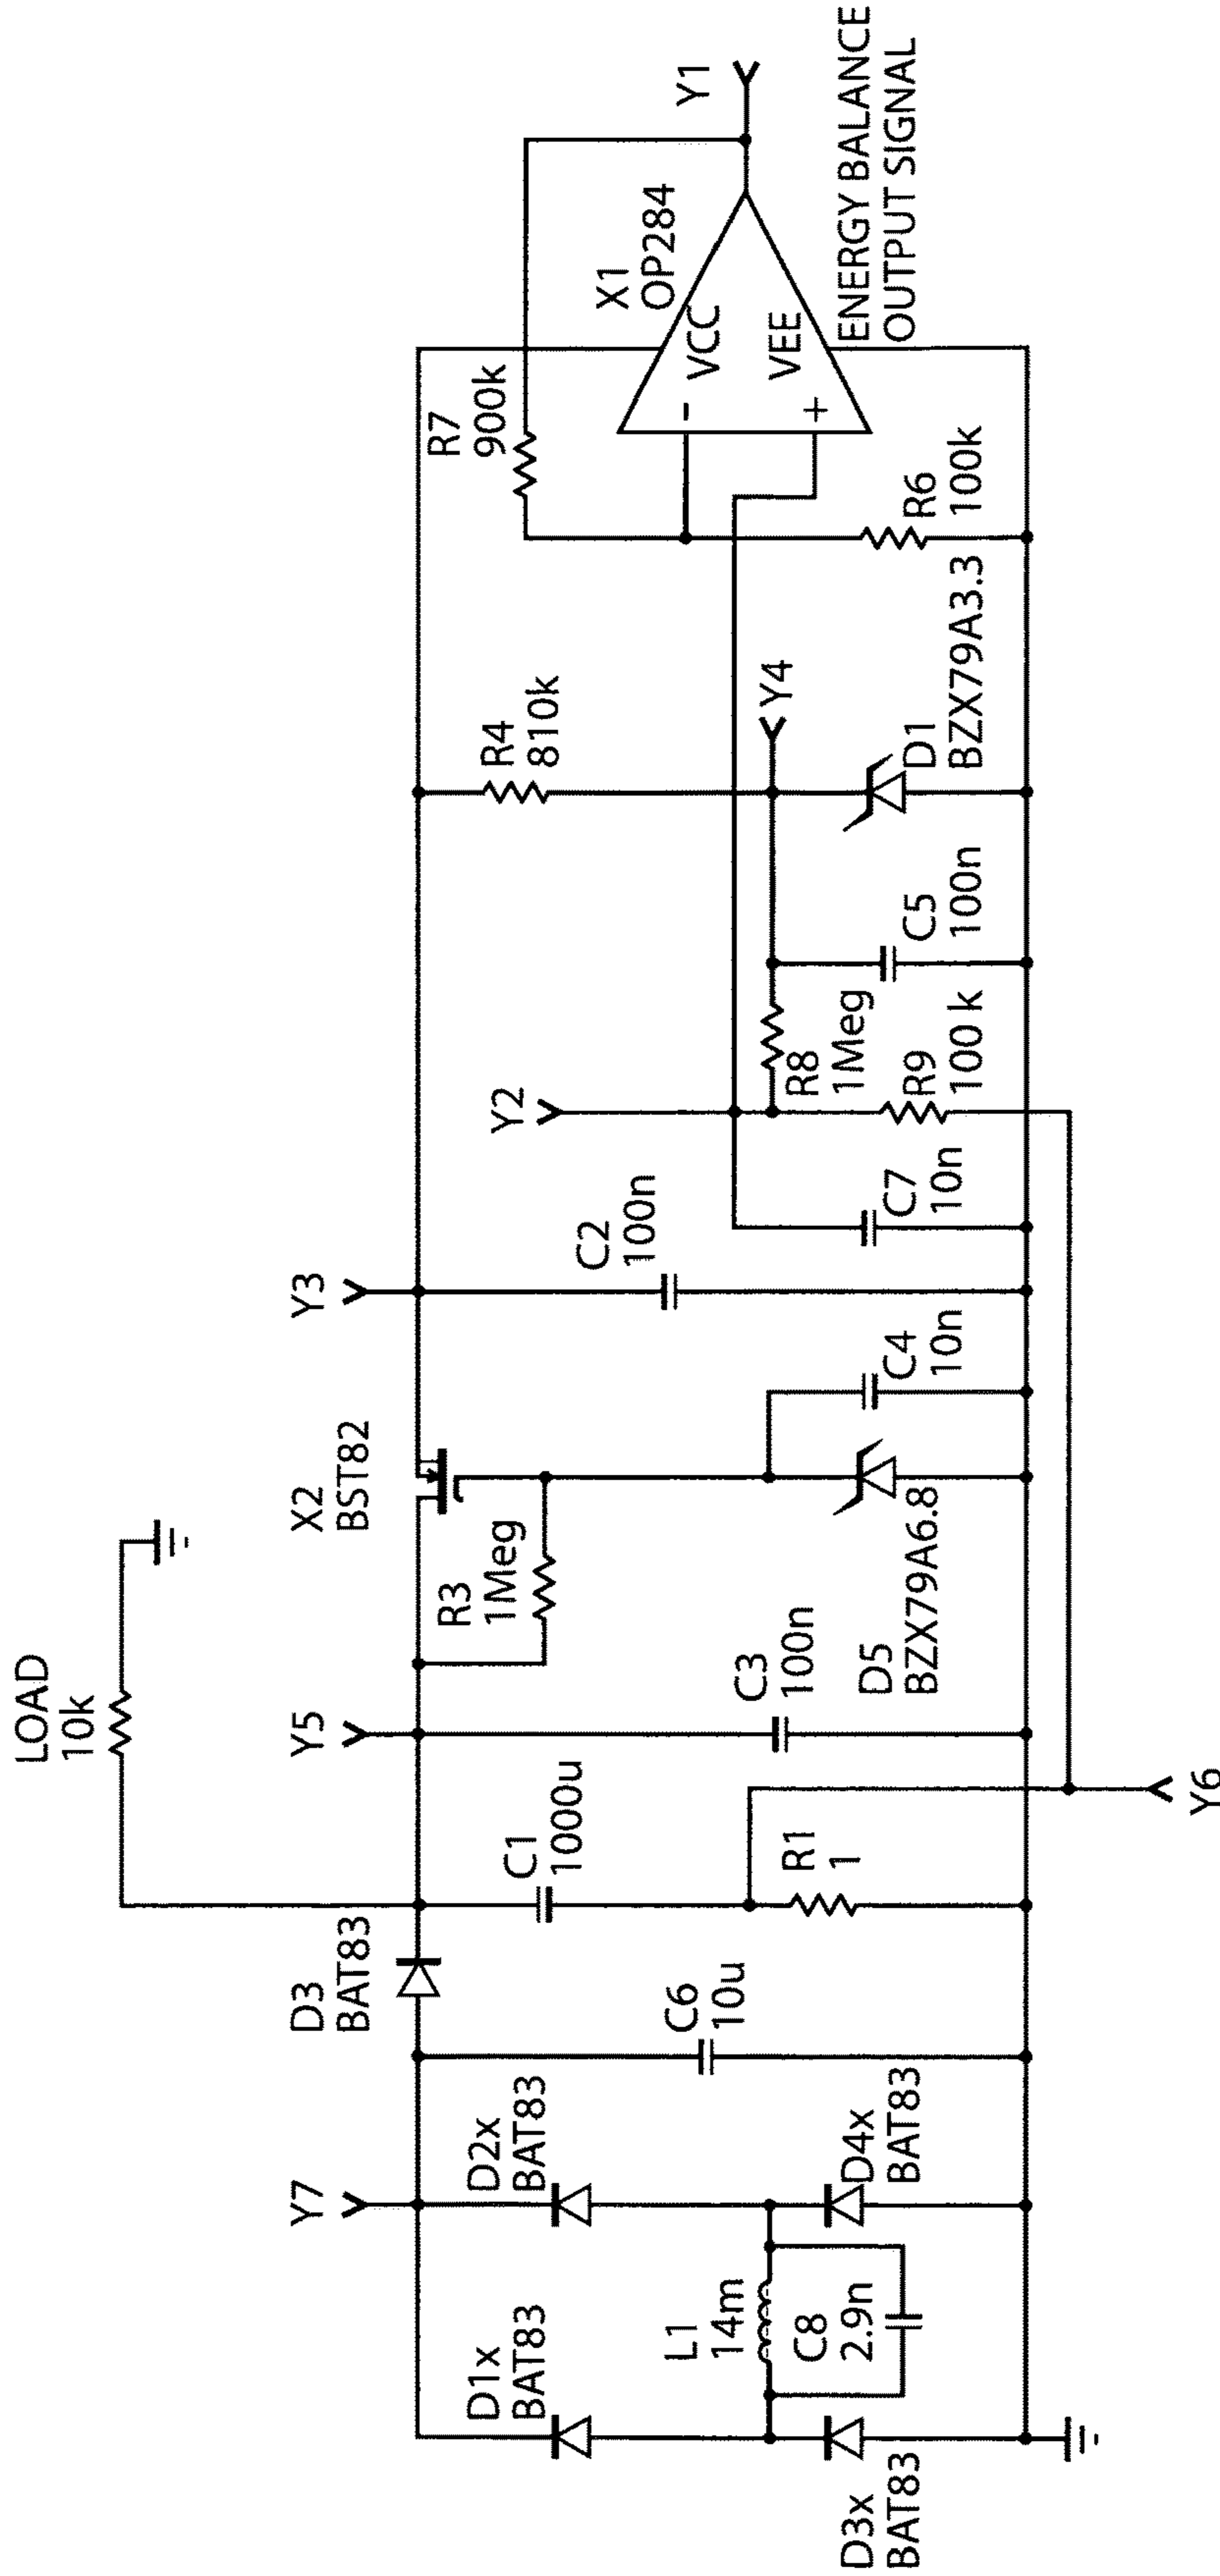 LOAD
10k
D1x
BAT83
D3x
BAT83
L1
14m
C8
2.9n
Y7
D2x
BAT83
D4x
BAT83
C6
10u
D3
BAT83
C1
1000u
R1
1
Y6
Y5
C3
100n
R3
1Meg
D5
BZX79A6.8
X2
BST82
C4
10n
Y3
C2
100n
C7
10n
Y2
R8
1Meg
R9
100 k
C5
100n
R4
810k
Y4
D1
BZX79A3.3
R7
900k
R6
100k
X1
OP284
VCC
VEE
-
+
Y1
ENERGY BALANCE
OUTPUT SIGNAL